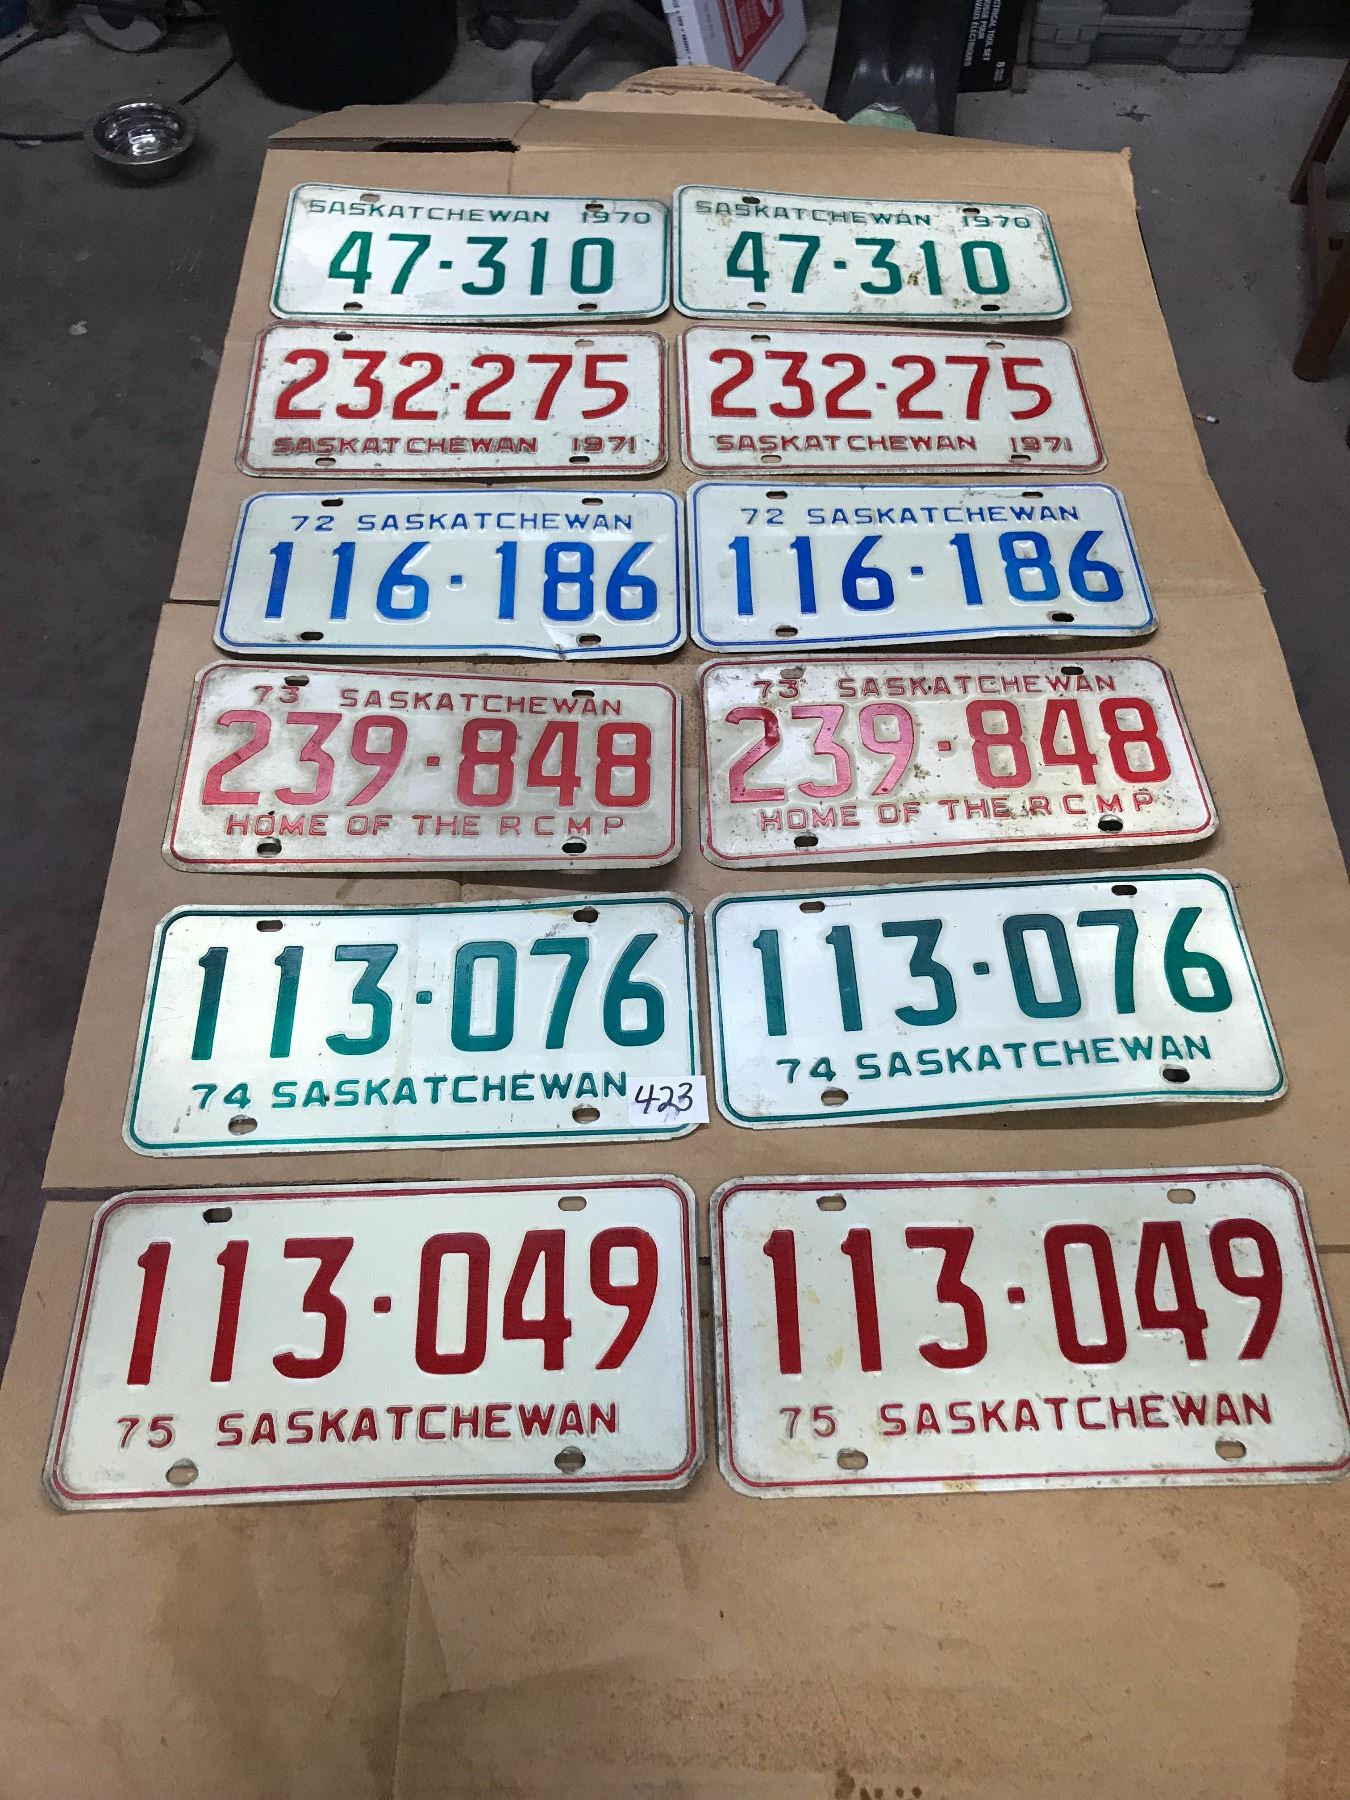 ELECTRICAL TOOL SET
SASKATCHEWAN 1970
47·310
SASKATCHEWAN 1970
47·310
232·275
SASKATCHEWAN 1971
232·275
SASKATCHEWAN 1971
72 SASKATCHEWAN
116·186
72 SASKATCHEWAN
116·186
73 SASKATCHEWAN
239·848
HOME OF THE RCMP
73 SASKATCHEWAN
239·848
HOME OF THE RCMP
113·076
74 SASKATCHEWAN
423
113·076
74 SASKATCHEWAN
113·049
75 SASKATCHEWAN
113·049
75 SASKATCHEWAN